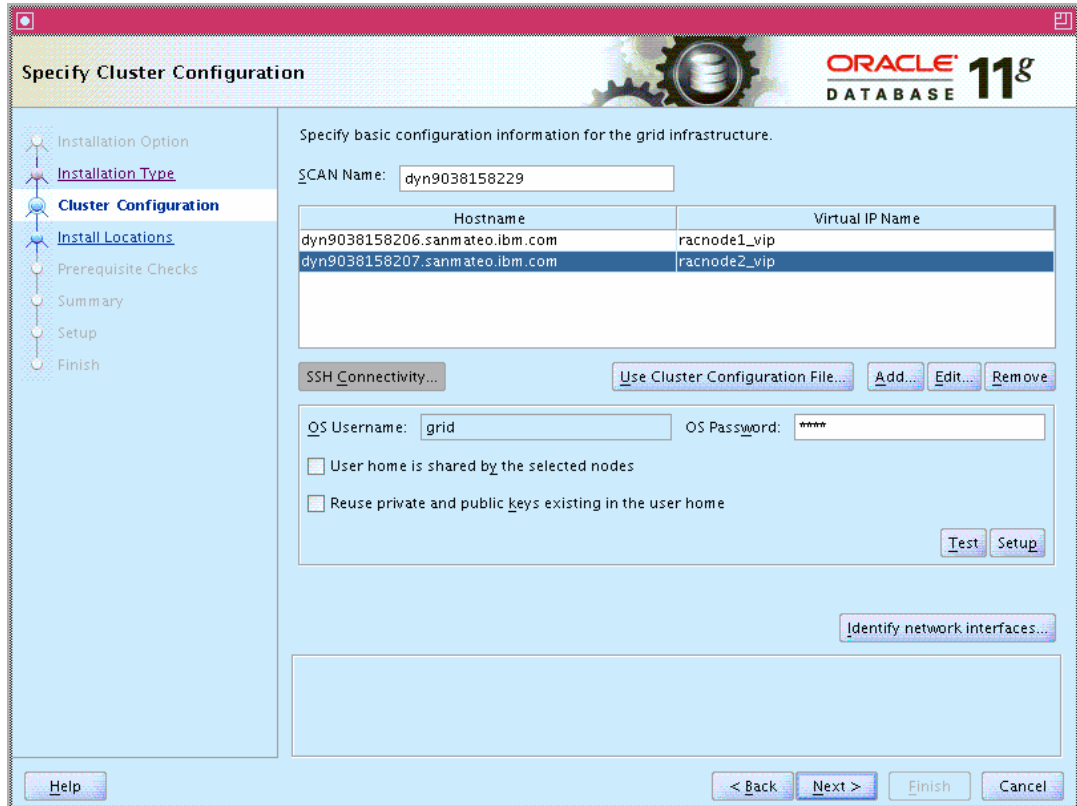 Specify Cluster Configuration
ORACLE
DATABASE 11g
Installation Option
Installation Type
Cluster Configuration
Install Locations
Prerequisite Checks
Summary
Setup
Finish
Specify basic configuration information for the grid infrastructure.
SCAN Name: dyn9038158229
Hostname Virtual IP Name
dyn9038158206.sanmateo.ibm.com racnode1_vip
dyn9038158207.sanmateo.ibm.com racnode2_vip
SSH Connectivity... Use Cluster Configuration File... Add... Edit... Remove
OS Username: grid OS Password: ****
User home is shared by the selected nodes
Reuse private and public keys existing in the user home
Test Setup
Identify network interfaces...
Help < Back Next > Finish Cancel